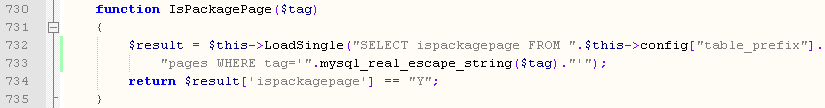 730 function IsPackagePage($tag)
731 {
732 $result = $this->LoadSingle("SELECT ispackagepage FROM ".$this->config["table_prefix"].
733 "pages WHERE tag='".mysql_real_escape_string($tag)."'");
734 return $result['ispackagepage'] == "Y";
735 }